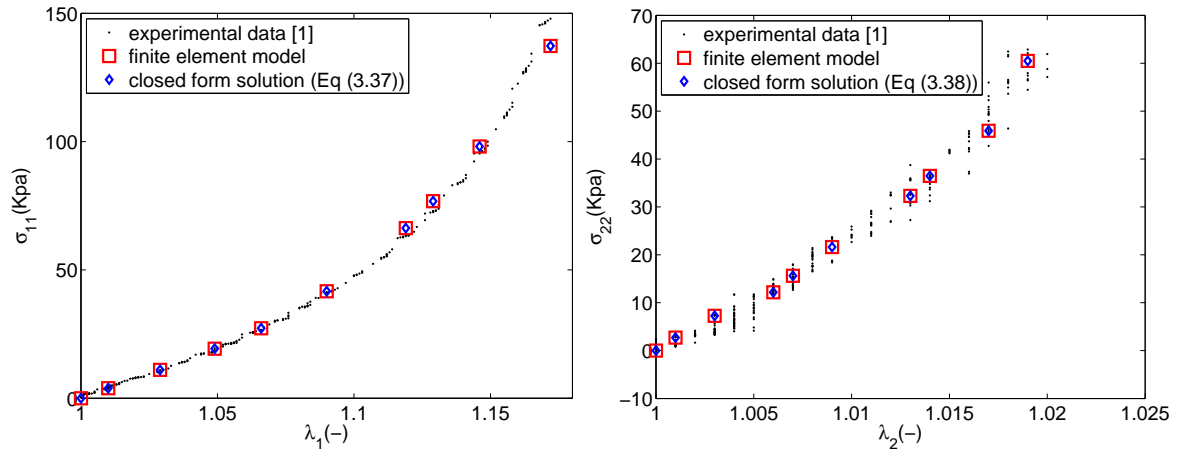 150
100
50
0
σ11(Kpa)
experimental data [1]
finite element model
closed form solution (Eq (3.37))
1 1.05 1.1 1.15
λ1(–)
70
60
50
40
30
20
10
0
−10
σ22(Kpa)
experimental data [1]
finite element model
closed form solution (Eq (3.38))
1 1.005 1.01 1.015 1.02 1.025
λ2(–)